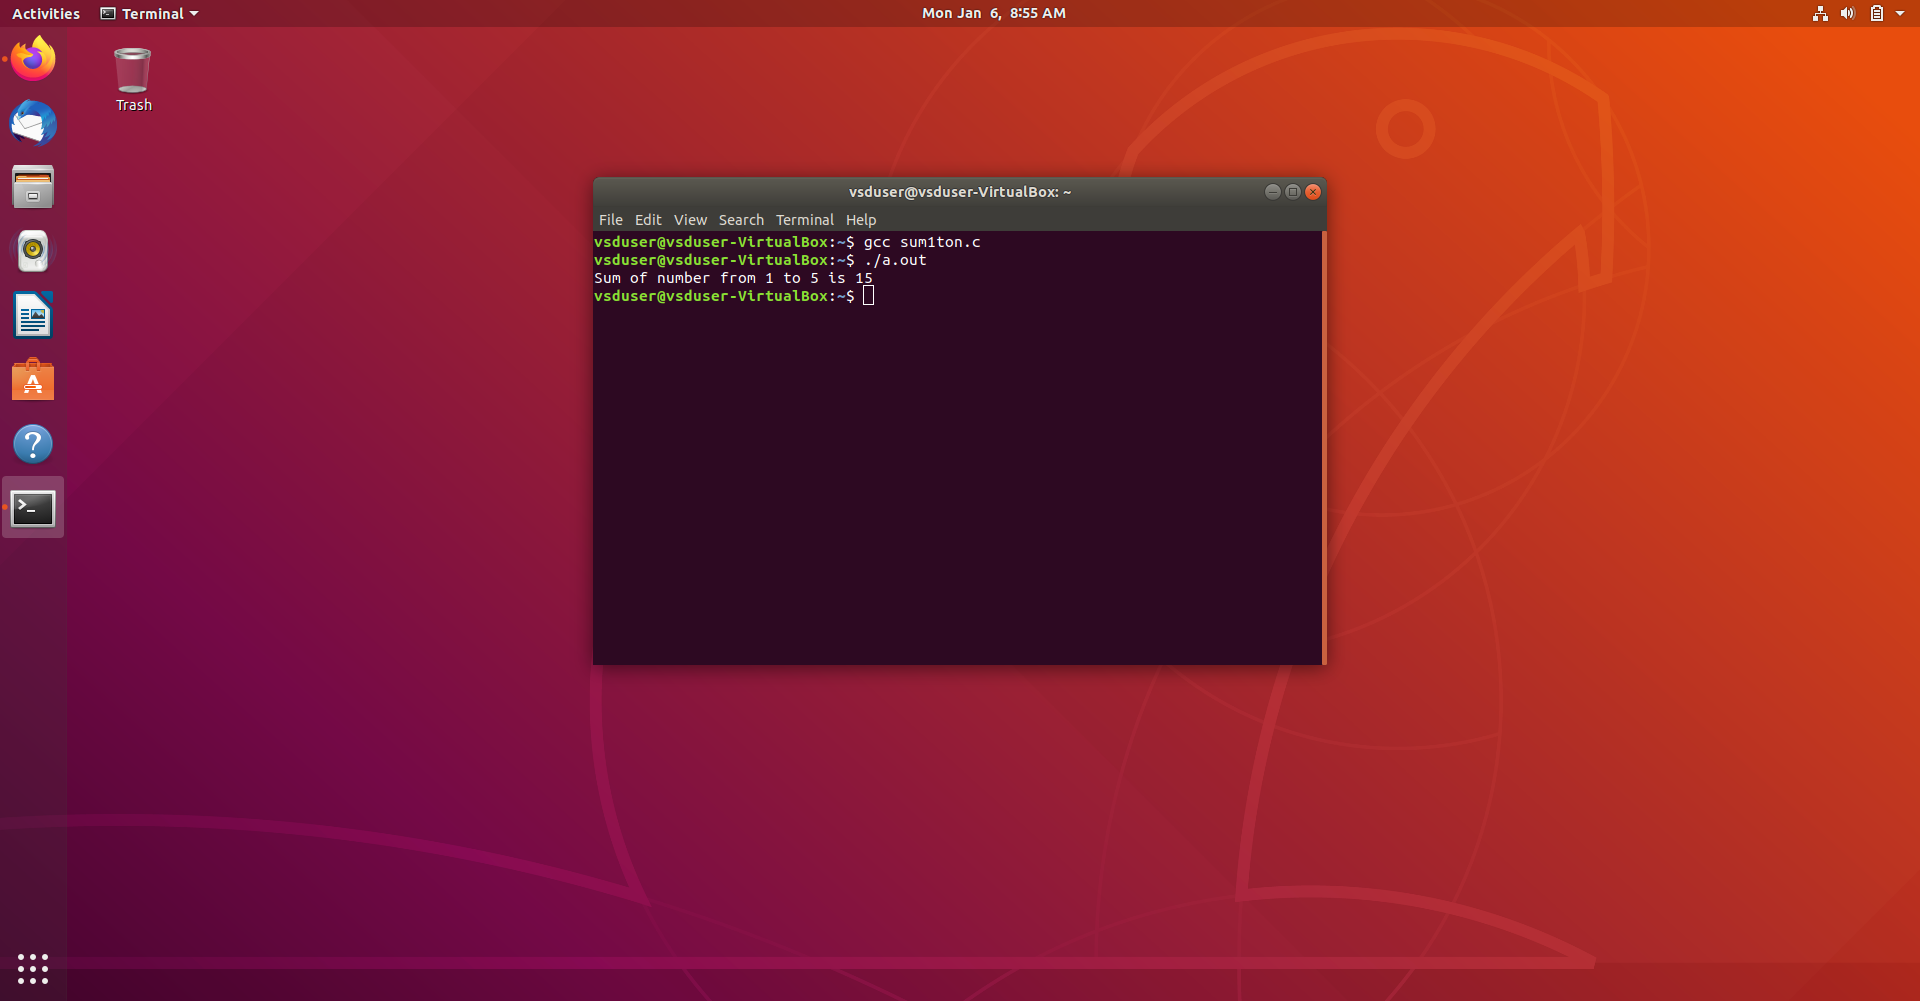 Activities Terminal Mon Jan 6, 8:55 AM
Trash
vsduser@vsduser-VirtualBox: ~
File Edit View Search Terminal Help
vsduser@vsduser-VirtualBox:~$ gcc sum1ton.c
vsduser@vsduser-VirtualBox:~$ ./a.out
Sum of number from 1 to 5 is 15
vsduser@vsduser-VirtualBox:~$